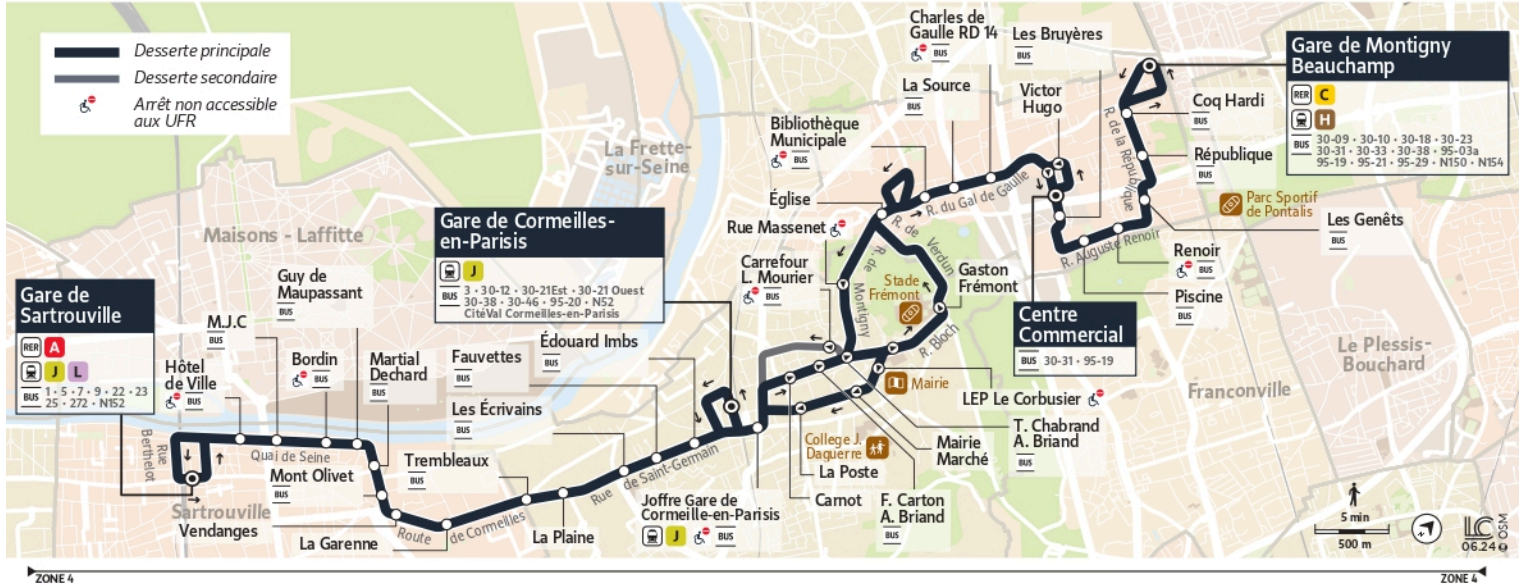 Desserte principale
Desserte secondaire
Arrêt non accessible
aux UFR
Gare de
Sartrouville
RER A
J L
BUS 1 · 5 · 7 · 9 · 22 · 23
25 · 272 · N152
Rue
Berthelot
Hôtel
de Ville
BUS
M.J.C
BUS
Guy de
Maupassant
BUS
Bordin
BUS
Martial
Dechard
BUS
Maisons - Laffitte
Quai de Seine
Sartrouville
Mont Olivet
BUS
Vendanges
La Garenne
Route de Cormeilles
Trembleaux
BUS
La Plaine
Les Écrivains
BUS
Fauvettes
BUS
Édouard Imbs
BUS
Rue de Saint-Germain
Gare de Cormeilles-
en-Parisis
J
BUS 3 · 30-12 · 30-21Est · 30-21 Ouest
30-38 · 30-46 · 95-20 · N52
CitéVal Cormeilles-en-Parisis
La Frette-
sur-Seine
Joffre Gare de
Cormeille-en-Parisis
J BUS
Carrefour
L. Mourier
BUS
Rue Massenet
Église
Bibliothèque
Municipale
BUS
La Source
BUS
Charles de
Gaulle RD 14
BUS
Les Bruyères
BUS
Victor
Hugo
R. du Gal de Gaulle
R. de Verdun
R. de Montigny
Stade
Frémont
Gaston
Frémont
R. Bloch
Mairie
LEP Le Corbusier
T. Chabrand
A. Briand
BUS
Mairie
Marché
F. Carton
A. Briand
BUS
College J.
Daguerre
La Poste
Carnot
Centre
Commercial
BUS 30-31 · 95-19
Gare de Montigny
Beauchamp
RER C
H
BUS 30-09 · 30-10 · 30-18 · 30-23
30-31 · 30-33 · 30-38 · 95-03a
95-19 · 95-21 · 95-29 · N150 · N154
Coq Hardi
BUS
République
BUS
R. de la République
Parc Sportif
de Pontalis
Les Genêts
BUS
R. Auguste Renoir
Renoir
BUS
Piscine
BUS
Franconville
Le Plessis-
Bouchard
5 min
500 m
LC
06.24 © OSM
ZONE 4
ZONE 4